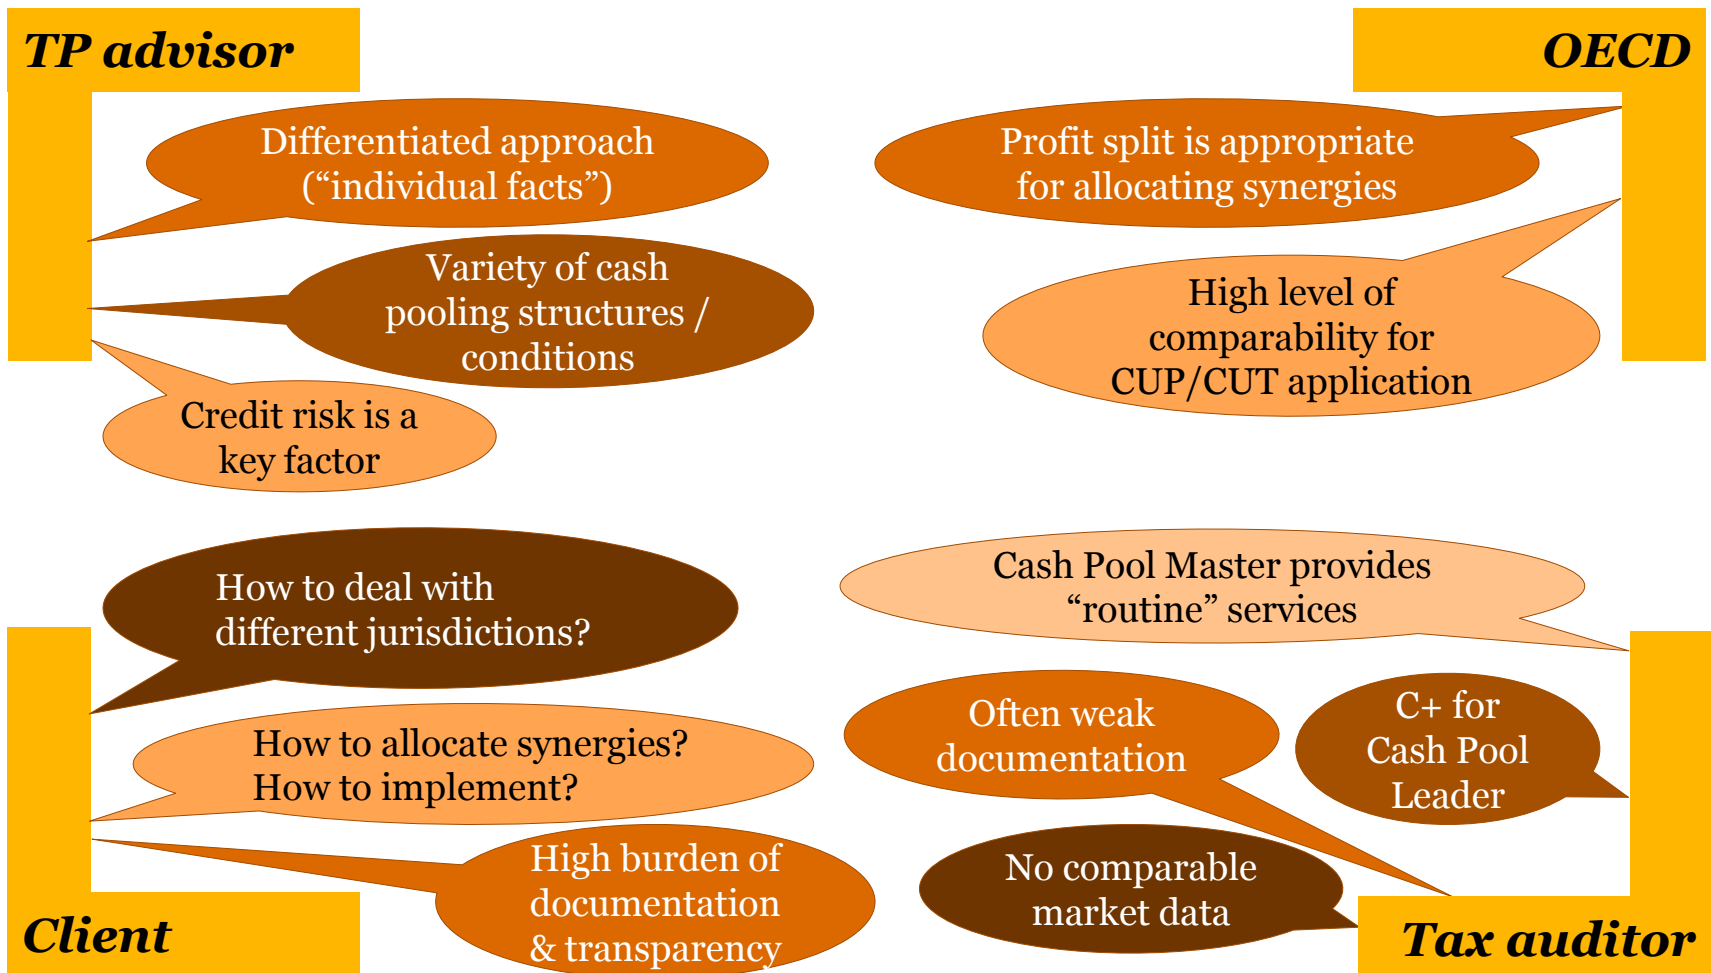 TP advisor
Differentiated approach
(“individual facts”)
Variety of cash
pooling structures /
conditions
Credit risk is a
key factor
OECD
Profit split is appropriate
for allocating synergies
High level of
comparability for
CUP/CUT application
How to deal with
different jurisdictions?
How to allocate synergies?
How to implement?
High burden of
documentation
& transparency
Client
Cash Pool Master provides
“routine” services
Often weak
documentation
C+ for
Cash Pool
Leader
No comparable
market data
Tax auditor